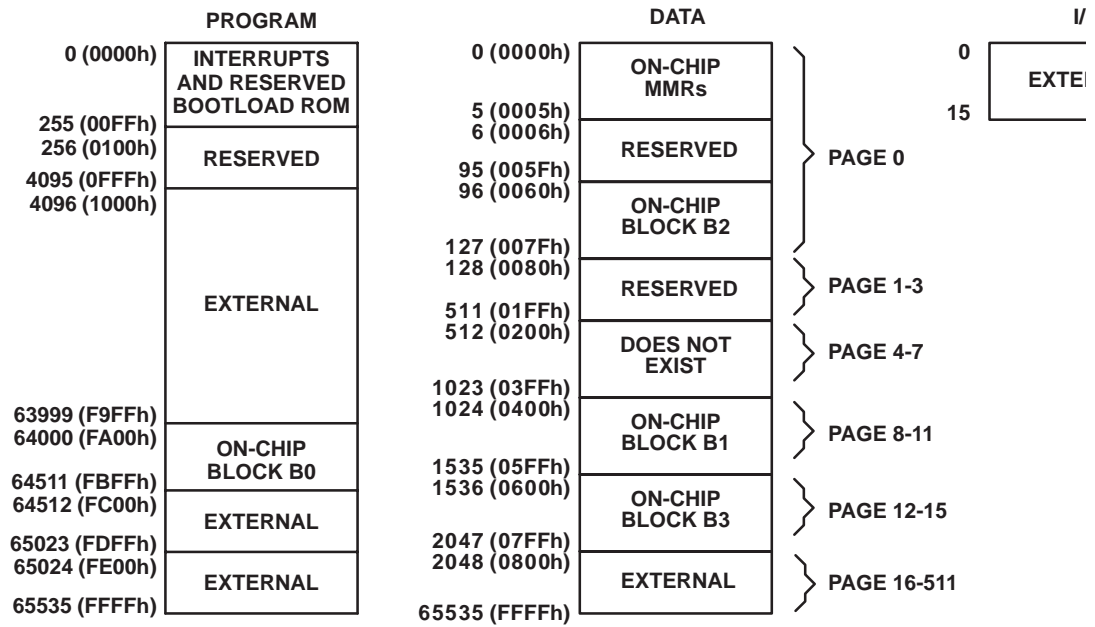 PROGRAM
0 (0000h)
INTERRUPTS
AND RESERVED
BOOTLOAD ROM
255 (00FFh)
256 (0100h)
RESERVED
4095 (0FFFh)
4096 (1000h)
EXTERNAL
63999 (F9FFh)
64000 (FA00h)
ON-CHIP
BLOCK B0
64511 (FBFFh)
64512 (FC00h)
EXTERNAL
65023 (FDFFh)
65024 (FE00h)
EXTERNAL
65535 (FFFFh)
DATA
0 (0000h)
ON-CHIP
MMRs
5 (0005h)
6 (0006h)
RESERVED
95 (005Fh)
96 (0060h)
ON-CHIP
BLOCK B2
127 (007Fh)
PAGE 0
128 (0080h)
RESERVED
511 (01FFh)
PAGE 1-3
512 (0200h)
DOES NOT
EXIST
1023 (03FFh)
PAGE 4-7
1024 (0400h)
ON-CHIP
BLOCK B1
1535 (05FFh)
PAGE 8-11
1536 (0600h)
ON-CHIP
BLOCK B3
2047 (07FFh)
PAGE 12-15
2048 (0800h)
EXTERNAL
65535 (FFFFh)
PAGE 16-511
I/
0
EXTE
15